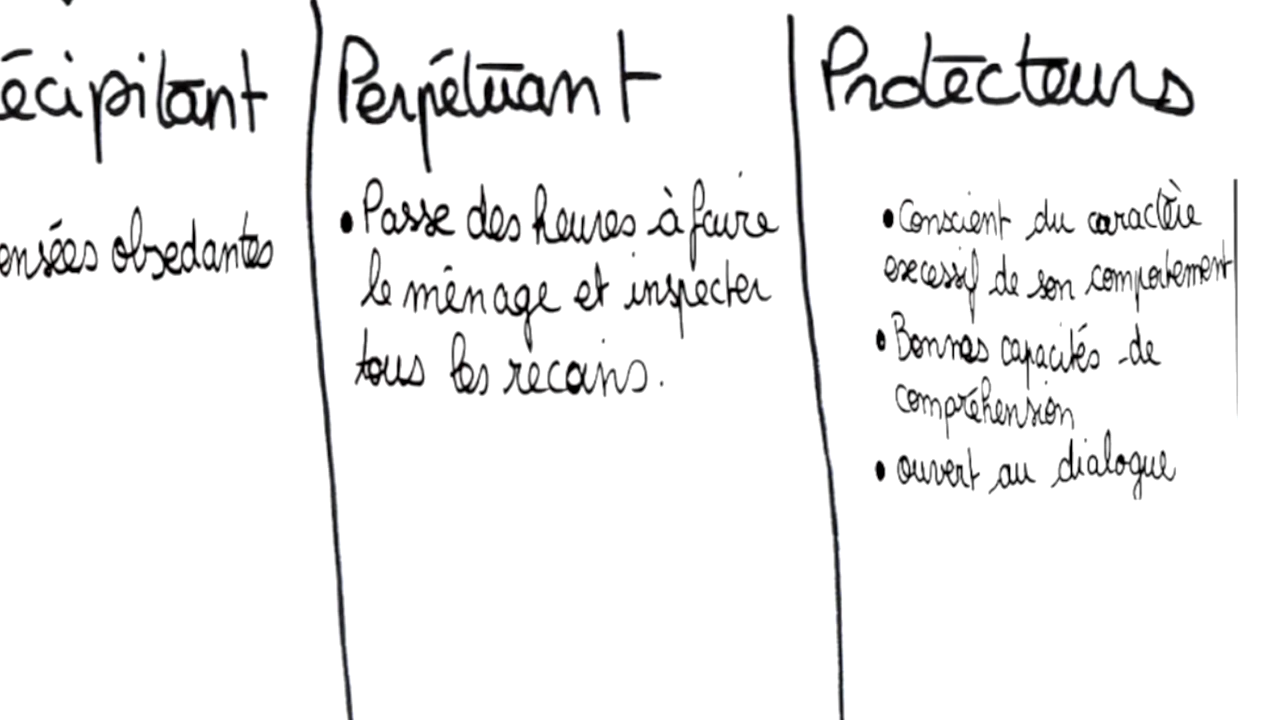 écipitant
ensées obsedantes
Perpétuant
• Passe des heures à faire
le ménage et inspecter
tous les recoins.
Protecteurs
• Conscient du caractère
excessif de son comportement
• Bonnes capacités de
compréhension
• ouvert au dialogue